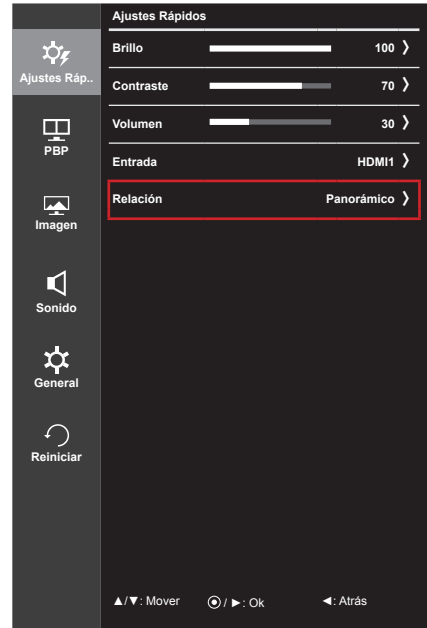 Ajustes Rápidos
Ajustes Ráp..
PBP
Imagen
Sonido
General
Reiniciar
Brillo 100 ❭
Contraste 70 ❭
Volumen 30 ❭
Entrada HDMI1 ❭
Relación Panorámico ❭
▲/▼: Mover ⦿ / ►: Ok ◄: Atrás